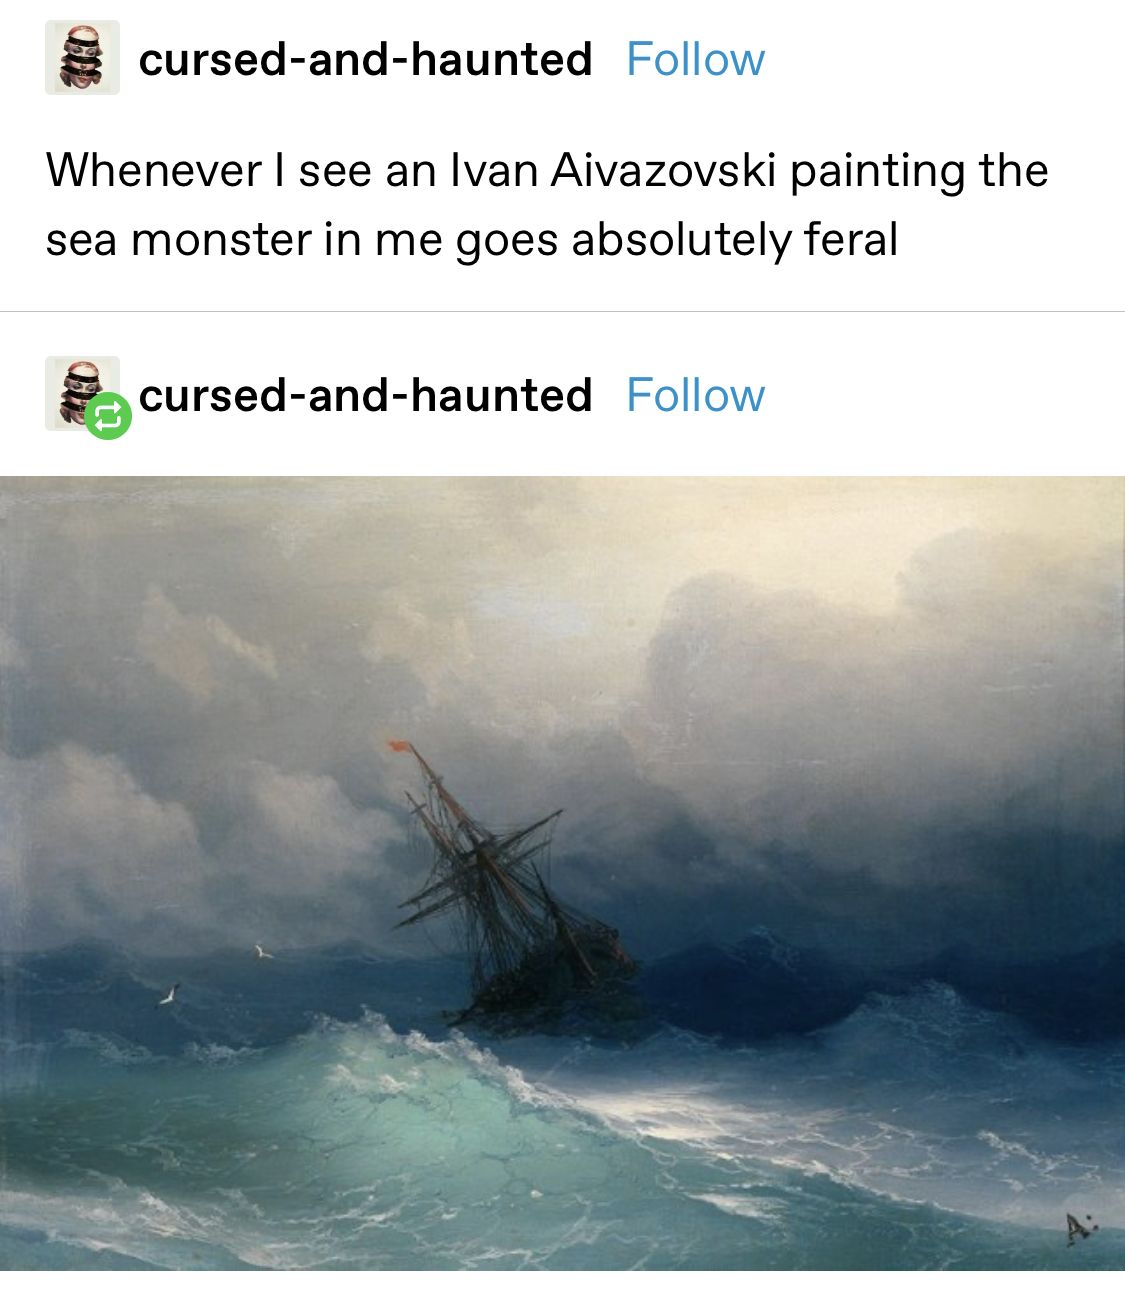 cursed-and-haunted Follow
Whenever I see an Ivan Aivazovski painting the
sea monster in me goes absolutely feral
cursed-and-haunted Follow
A.